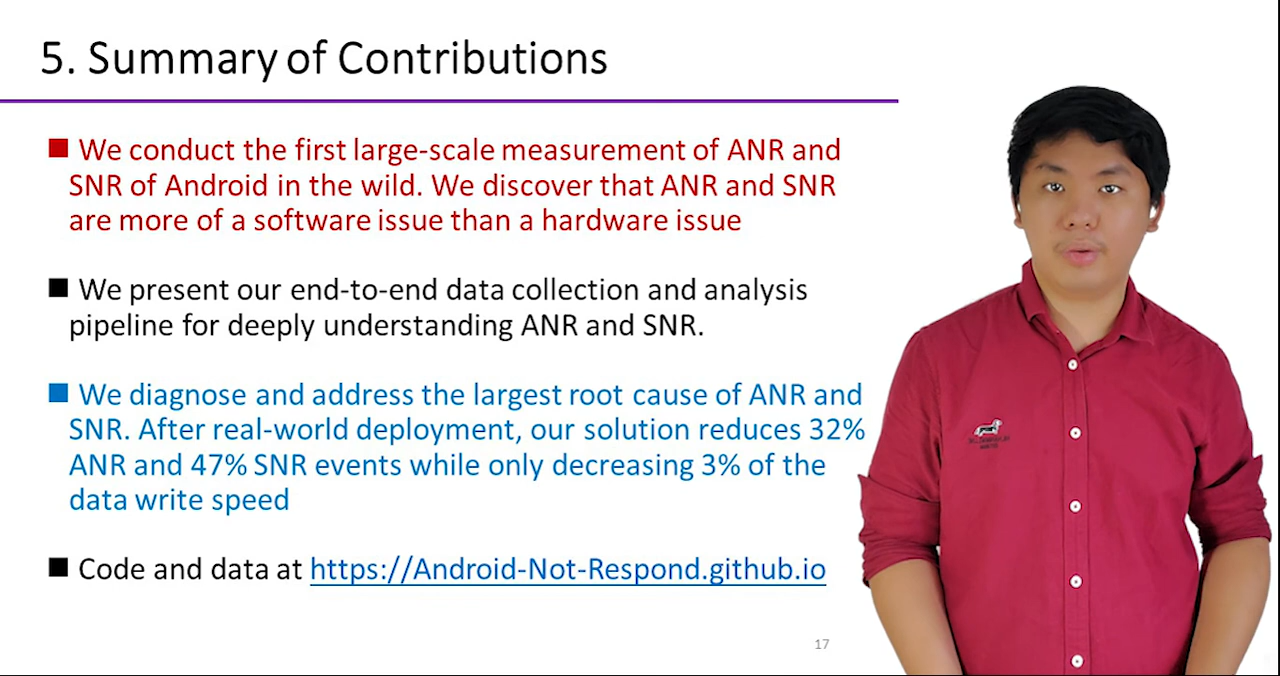 5. Summary of Contributions
We conduct the first large-scale measurement of ANR and
SNR of Android in the wild. We discover that ANR and SNR
are more of a software issue than a hardware issue
We present our end-to-end data collection and analysis
pipeline for deeply understanding ANR and SNR.
We diagnose and address the largest root cause of ANR and
SNR. After real-world deployment, our solution reduces 32%
ANR and 47% SNR events while only decreasing 3% of the
data write speed
Code and data at https://Android-Not-Respond.github.io
17